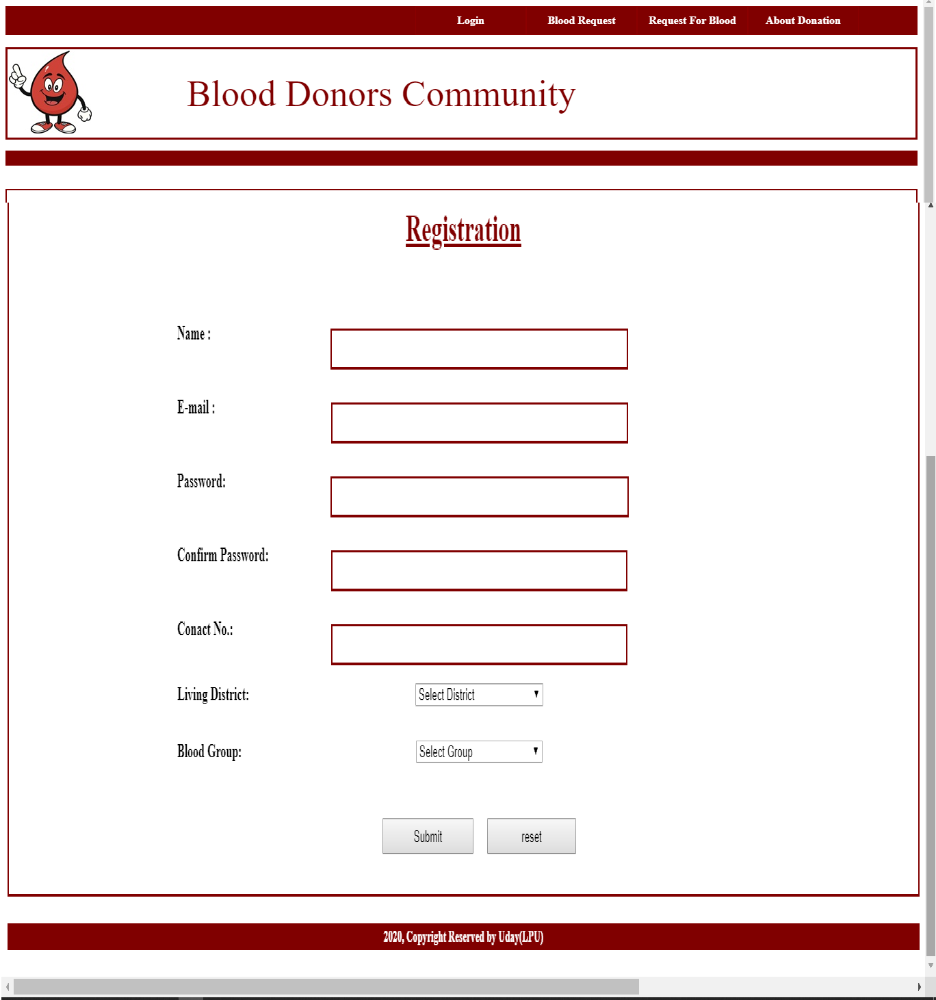 Login Blood Request Request For Blood About Donation
Blood Donors Community
Registration
Name :
E-mail :
Password:
Confirm Password:
Conact No.:
Living District: Select District
Blood Group: Select Group
Submit reset
2020, Copyright Reserved by Uday(LPU)